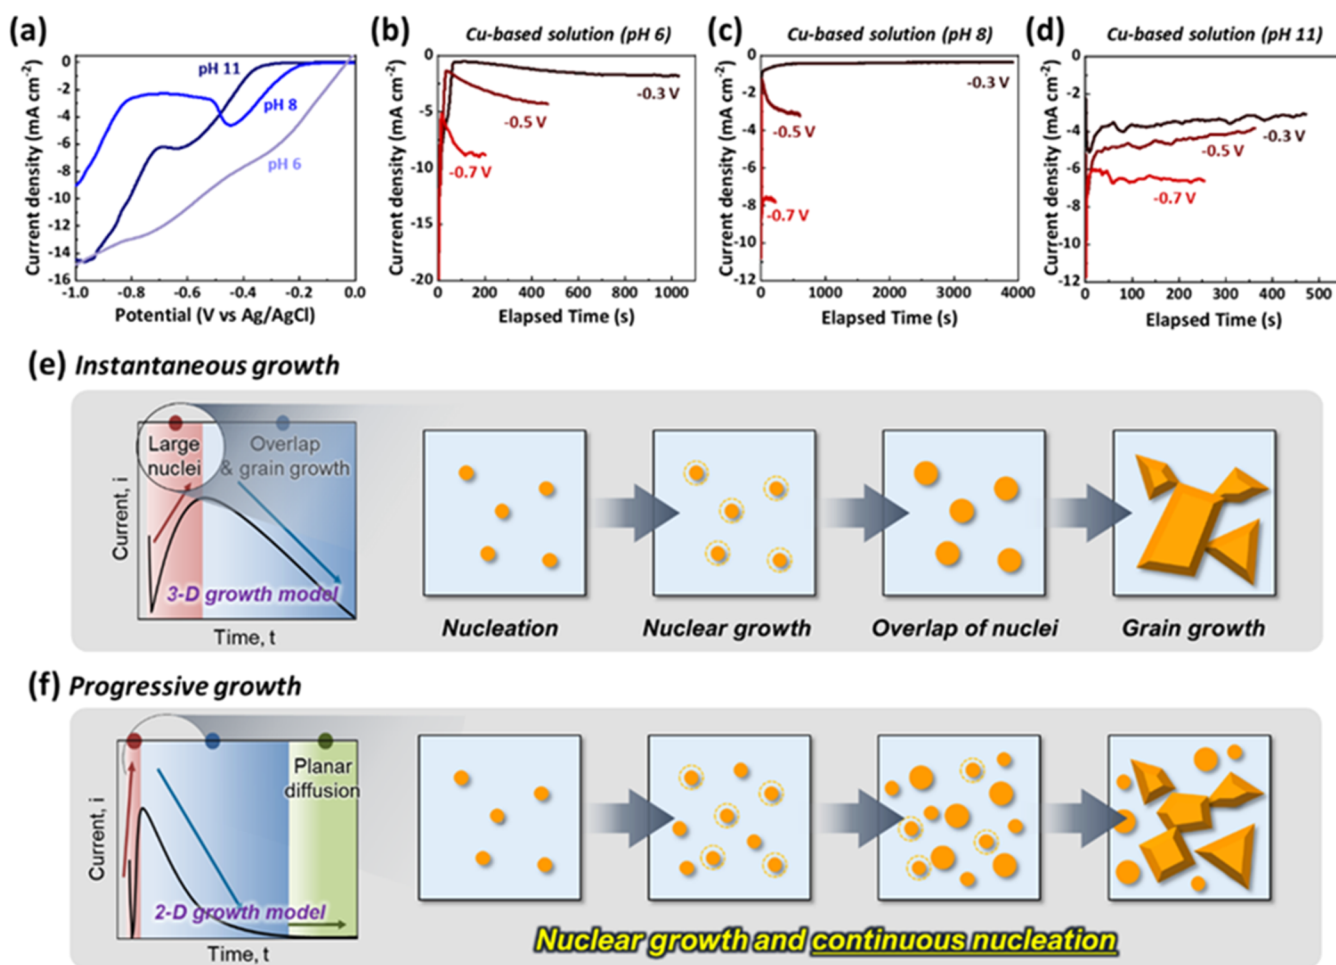 (a)
Current density (mA cm⁻²)
0
-2
-4
-6
-8
-10
-12
-14
-16
pH 11
pH 8
pH 6
-1.0
-0.8
-0.6
-0.4
-0.2
0.0
Potential (V vs Ag/AgCl)
(b)
Cu-based solution (pH 6)
Current density (mA cm⁻²)
0
-5
-10
-15
-20
-0.3 V
-0.5 V
-0.7 V
0
200
400
600
800
1000
Elapsed Time (s)
(c)
Cu-based solution (pH 8)
Current density (mA cm⁻²)
0
-2
-4
-6
-8
-10
-12
-0.3 V
-0.5 V
-0.7 V
0
1000
2000
3000
4000
Elapsed Time (s)
(d)
Cu-based solution (pH 11)
Current density (mA cm⁻²)
0
-2
-4
-6
-8
-10
-12
-0.3 V
-0.5 V
-0.7 V
0
100
200
300
400
500
Elapsed Time (s)
(e) Instantaneous growth
Current, i
Large
nuclei
Overlap
& grain growth
3-D growth model
Time, t
Nucleation
Nuclear growth
Overlap of nuclei
Grain growth
(f) Progressive growth
Current, i
Planar
diffusion
2-D growth model
Time, t
Nuclear growth and continuous nucleation